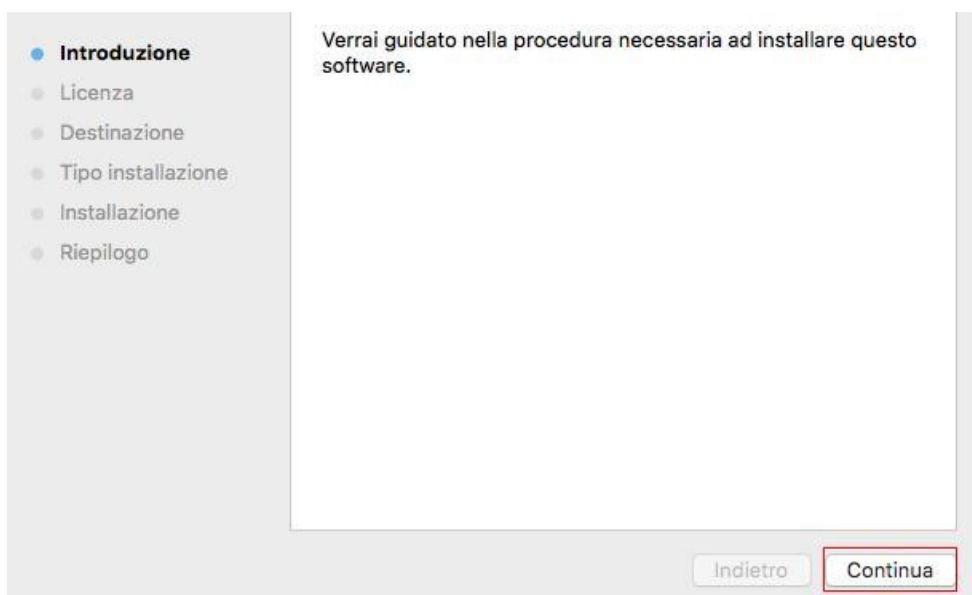 Introduzione
Licenza
Destinazione
Tipo installazione
Installazione
Riepilogo
Verrai guidato nella procedura necessaria ad installare questo
software.
Indietro
Continua